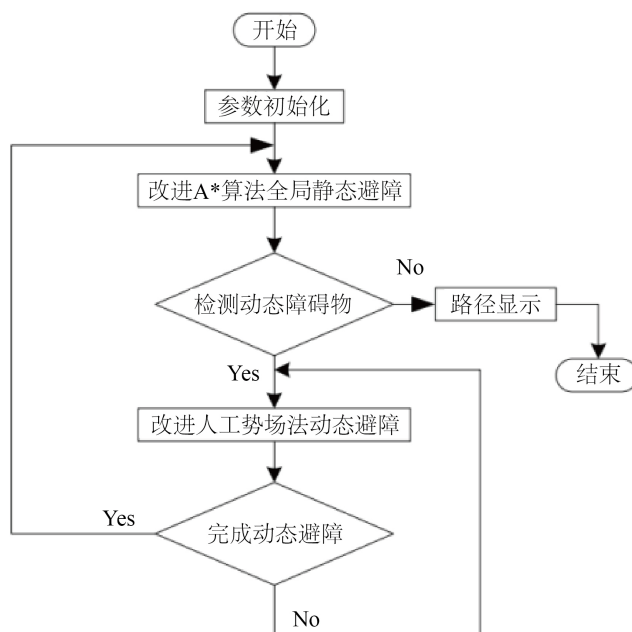 开始
参数初始化
改进A*算法全局静态避障
检测动态障碍物
No
路径显示
结束
Yes
改进人工势场法动态避障
完成动态避障
Yes
No